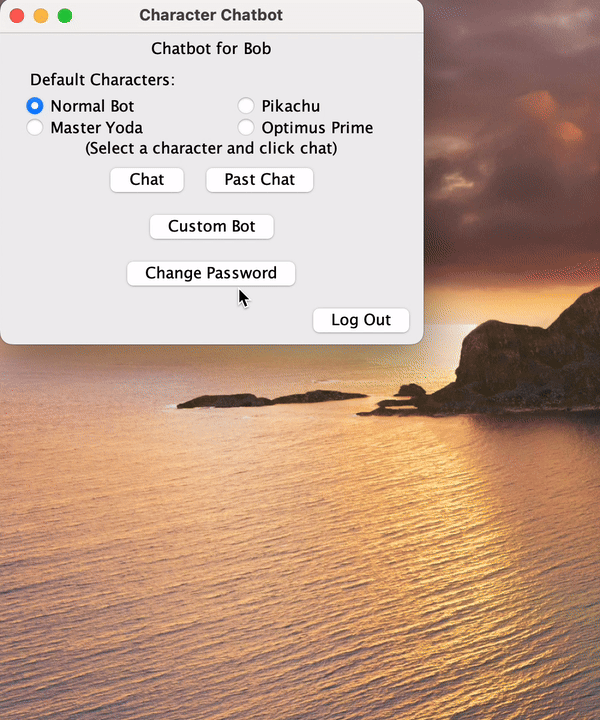 Character Chatbot
Chatbot for Bob
Default Characters:
Normal Bot Pikachu
Master Yoda Optimus Prime
(Select a character and click chat)
Chat Past Chat
Custom Bot
Change Password
Log Out